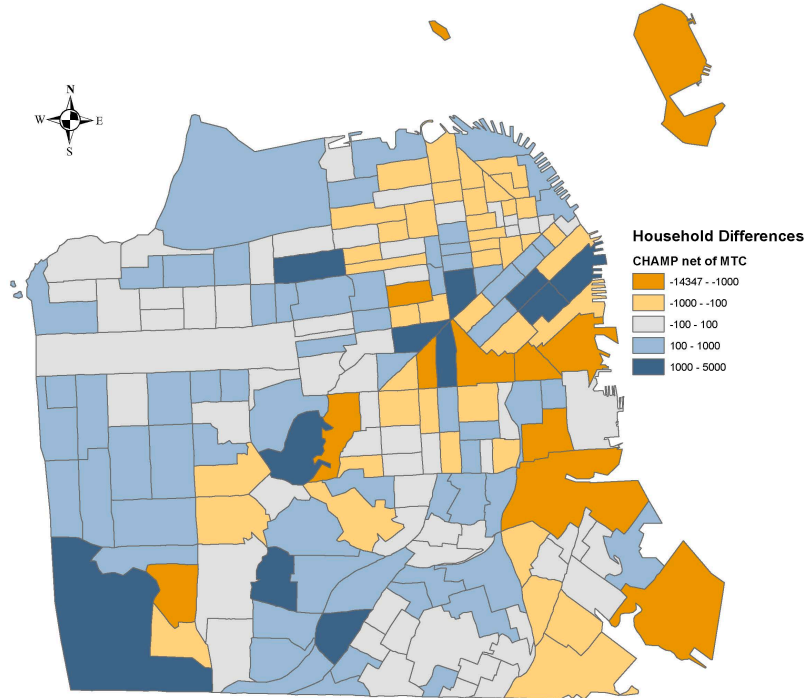 N
W E
S
Household Differences
CHAMP net of MTC
-14347 - -1000
-1000 - -100
-100 - 100
100 - 1000
1000 - 5000